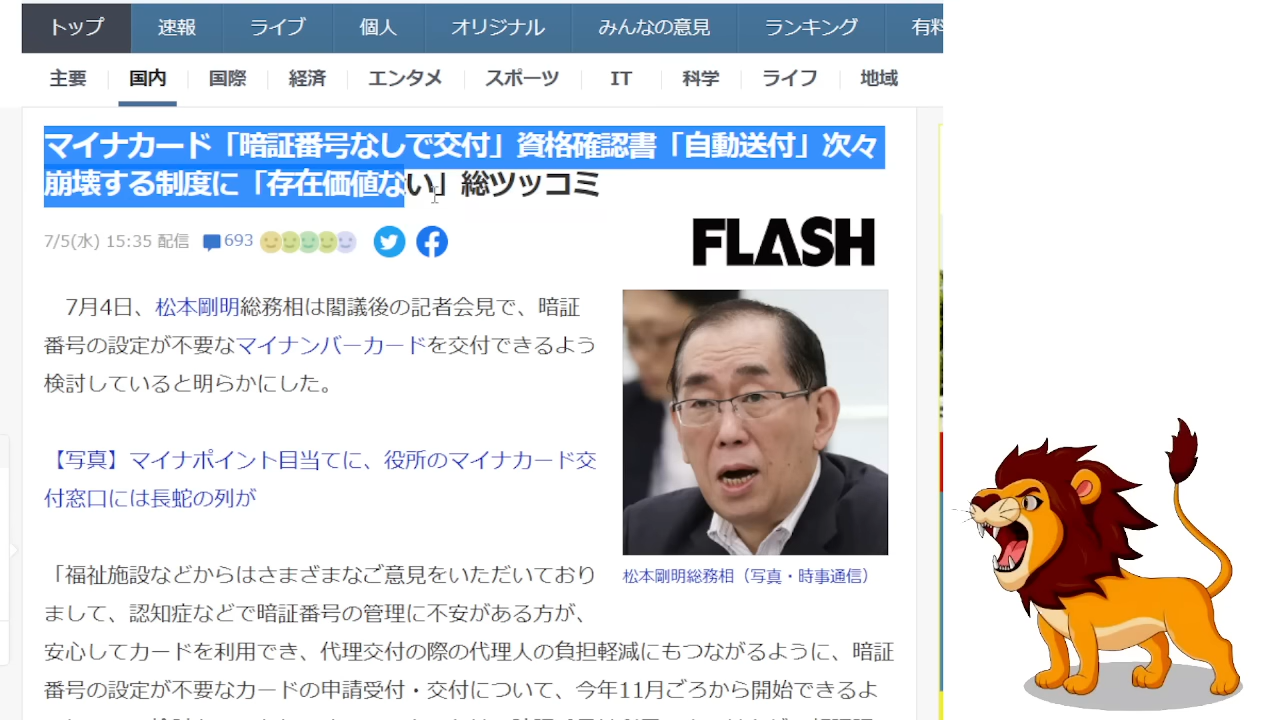 トップ 速報 ライブ 個人 オリジナル みんなの意見 ランキング 有料
主要 国内 国際 経済 エンタメ スポーツ IT 科学 ライフ 地域
マイナカード「暗証番号なしで交付」資格確認書「自動送付」次々
崩壊する制度に「存在価値ない」総ツッコミ
7/5(水) 15:35 配信 693
FLASH
7月4日、松本剛明総務相は閣議後の記者会見で、暗証
番号の設定が不要なマイナンバーカードを交付できるよう
検討していると明らかにした。
【写真】マイナポイント目当てに、役所のマイナカード交
付窓口には長蛇の列が
松本剛明総務相（写真・時事通信）
「福祉施設などからはさまざまなご意見をいただいており
まして、認知症などで暗証番号の管理に不安がある方が、
安心してカードを利用でき、代理交付の際の代理人の負担軽減にもつながるように、暗証
番号の設定が不要なカードの申請受付・交付について、今年11月ごろから開始できるよ